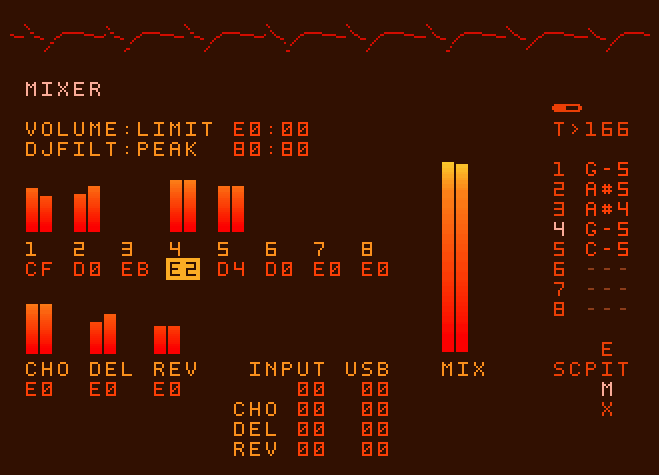 MIXER
VOLUME:LIMIT E0:00
DJFILT:PEAK 80:80
T>166
1 G-5
2 A#5
3 A#4
4 G-5
5 C-5
6 ---
7 ---
8 ---
1 2 3 4 5 6 7 8
CF D0 EB E2 D4 D0 E0 E0
E
CHO DEL REV INPUT USB MIX SCPIT
E0 E0 E0 00 00 M
CHO 00 00 X
DEL 00 00
REV 00 00